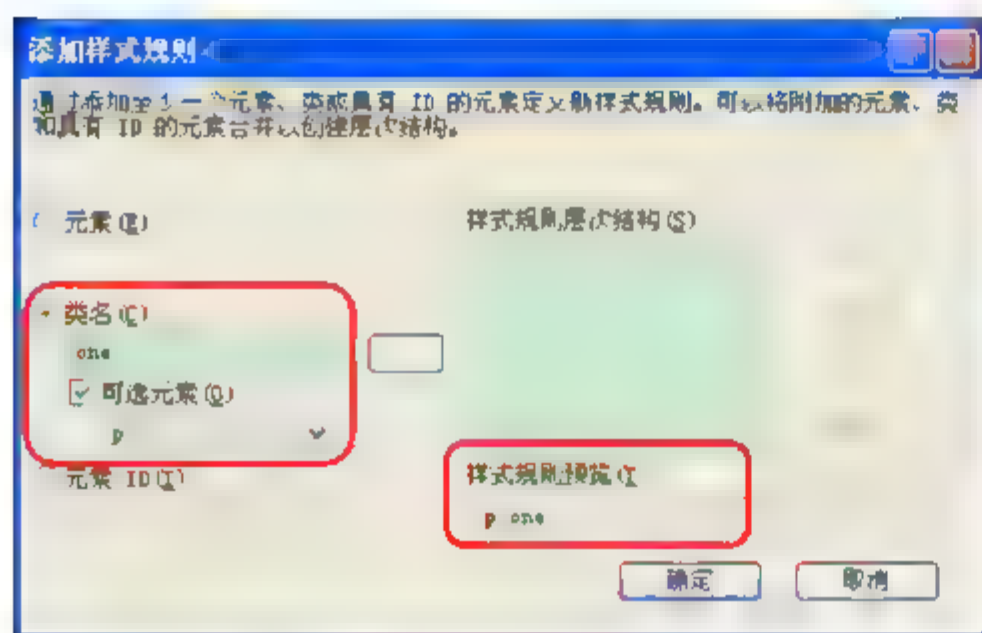 添加样式规则
通过添加至少一个元素、类或具有 ID 的元素定义新样式规则。可以将附加的元素、类
和具有 ID 的元素合并以创建层次结构。
元素(E)
样式规则层次结构(S)
类名(C)
one
可选元素(O)
p
元素 ID(I)
样式规则预览(
p one
确定
取消